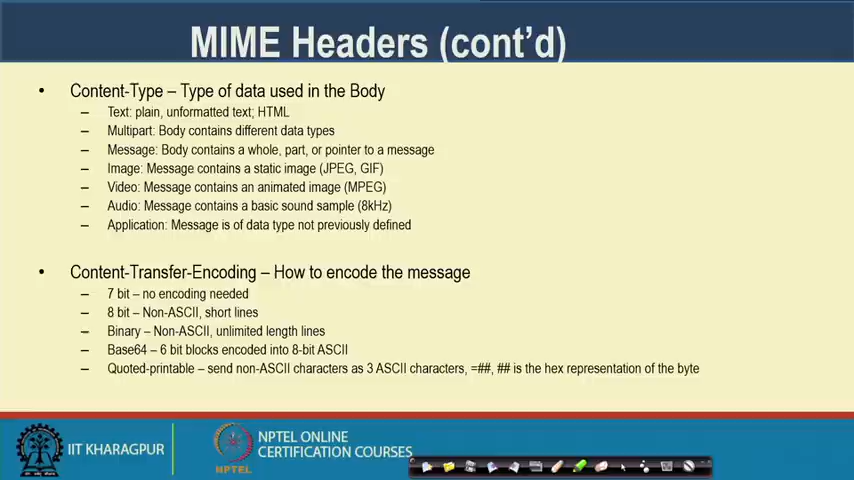 MIME Headers (cont'd)
• Content-Type – Type of data used in the Body
– Text: plain, unformatted text; HTML
– Multipart: Body contains different data types
– Message: Body contains a whole, part, or pointer to a message
– Image: Message contains a static image (JPEG, GIF)
– Video: Message contains an animated image (MPEG)
– Audio: Message contains a basic sound sample (8kHz)
– Application: Message is of data type not previously defined
• Content-Transfer-Encoding – How to encode the message
– 7 bit – no encoding needed
– 8 bit – Non-ASCII, short lines
– Binary – Non-ASCII, unlimited length lines
– Base64 – 6 bit blocks encoded into 8-bit ASCII
– Quoted-printable – send non-ASCII characters as 3 ASCII characters, =##, ## is the hex representation of the byte
IIT KHARAGPUR
NPTEL
NPTEL ONLINE
CERTIFICATION COURSES